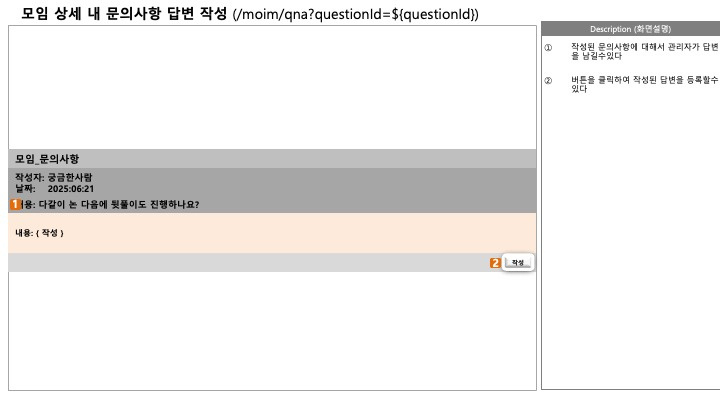 모임 상세 내 문의사항 답변 작성 (/moim/qna?questionId=${questionId})
Description (화면설명)
① 작성된 문의사항에 대해서 관리자가 답변
을 남길수있다
② 버튼을 클릭하여 작성된 답변을 등록할수
있다
모임_문의사항
작성자: 궁금한사람
날짜: 2025:06:21
1 용: 다같이 논 다음에 뒷풀이도 진행하나요?
내용: { 작성 }
2 작성